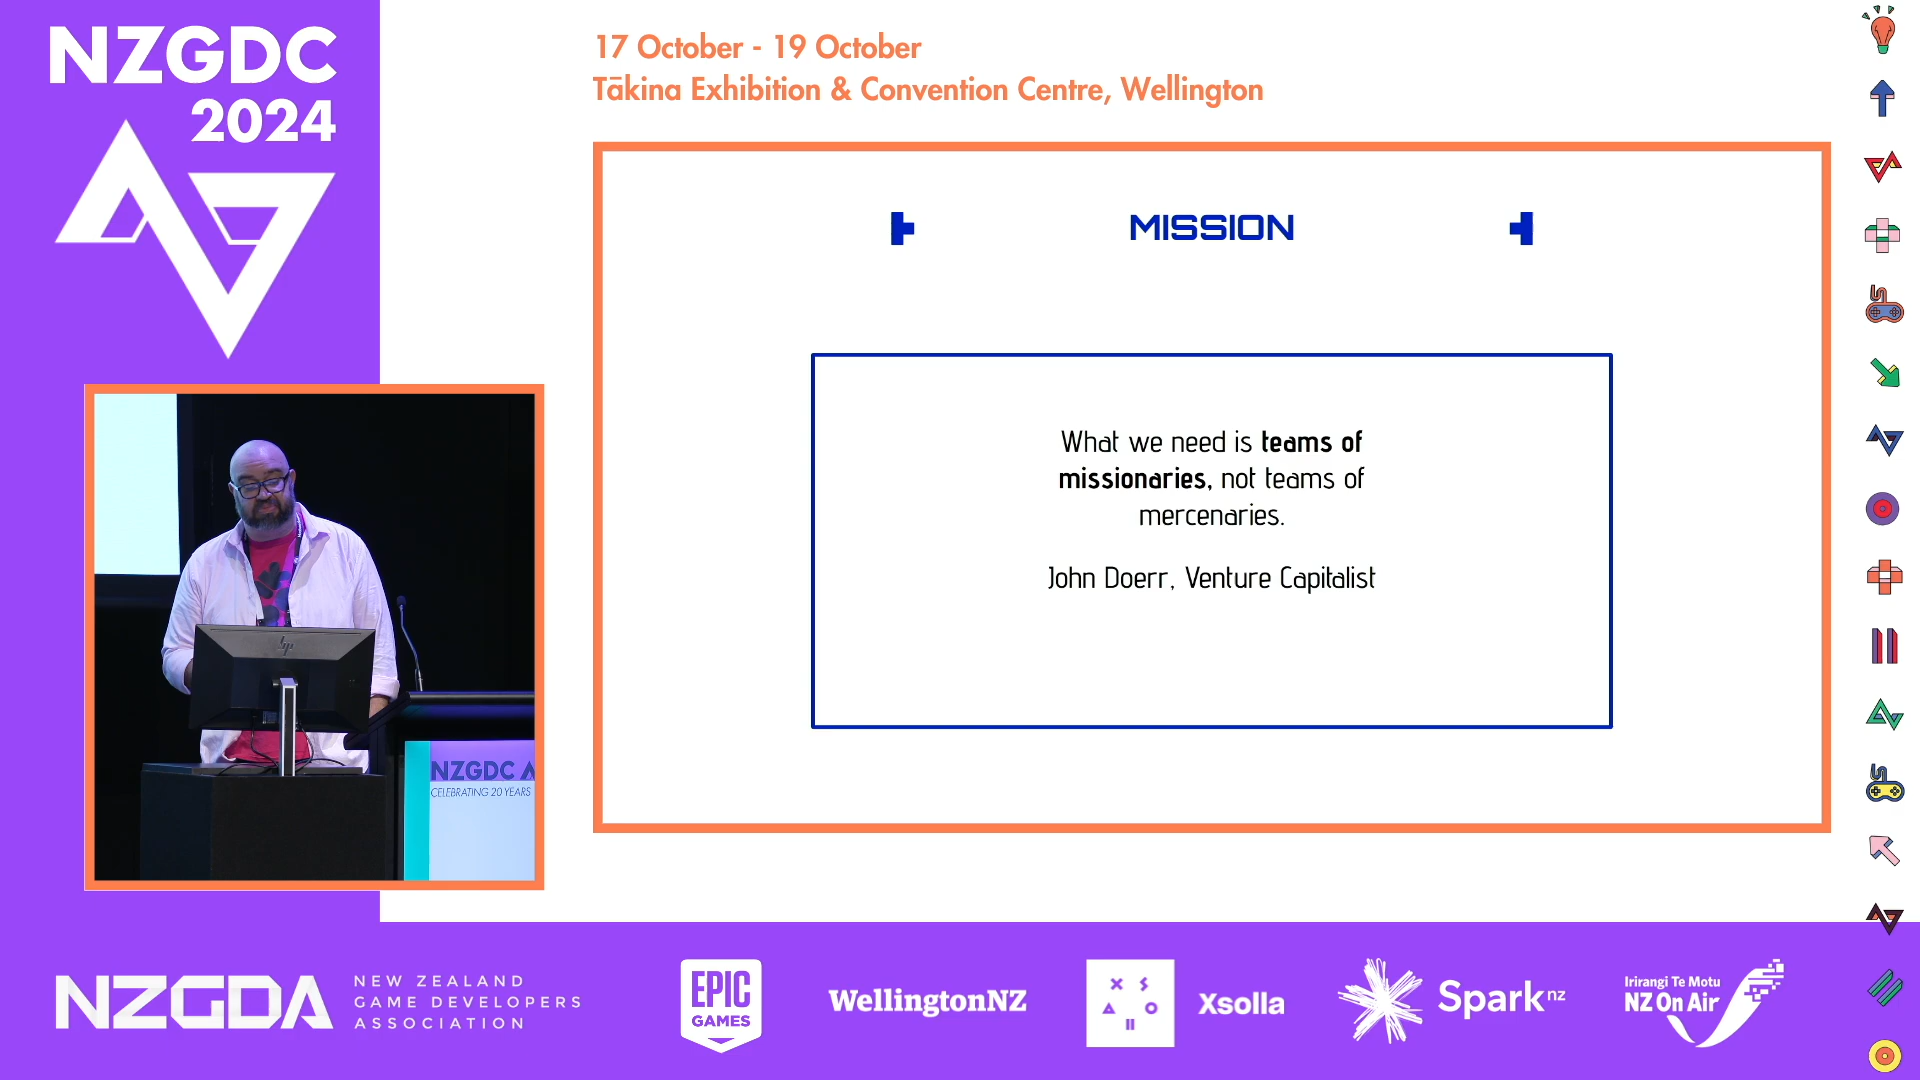 NZGDC
2024
17 October - 19 October
Tākina Exhibition & Convention Centre, Wellington
MISSION
What we need is teams of
missionaries, not teams of
mercenaries.
John Doerr, Venture Capitalist
hp
NZGDC
CELEBRATING 20 YEARS
NZGDA
NEW ZEALAND
GAME DEVELOPERS
ASSOCIATION
EPIC
GAMES
WellingtonNZ
Xsolla
Spark nz
Irirangi Te Motu
NZ On Air